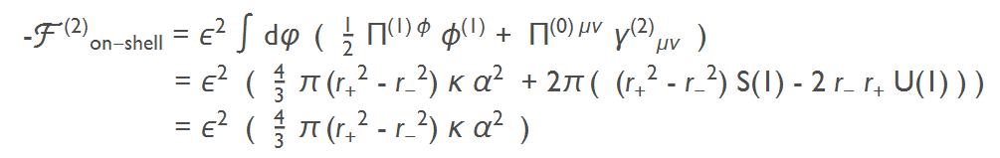 -ℱ⁽²⁾on–shell = ϵ² ∫ dφ ( ½ Π⁽¹⁾ ᵠ ϕ⁽¹⁾ + Π⁽⁰⁾ ᵘᵛ γ⁽²⁾μν )
= ϵ² ( 4/3 π (r₊² - r₋²) κ α² + 2π ( (r₊² - r₋²) S(1) - 2 r₋ r₊ U(1) ) )
= ϵ² ( 4/3 π (r₊² - r₋²) κ α² )